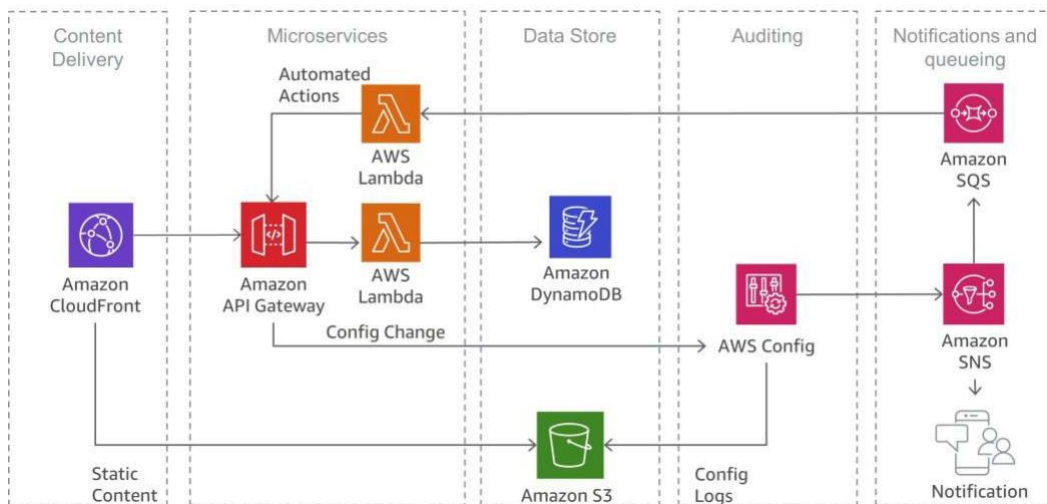 Content
Delivery
Microservices
Data Store
Auditing
Notifications and
queueing
Automated
Actions
AWS
Lambda
Amazon
SQS
Amazon
CloudFront
Amazon
API Gateway
AWS
Lambda
Amazon
DynamoDB
Config Change
AWS Config
Amazon
SNS
Static
Content
Amazon S3
Config
Logs
Notification